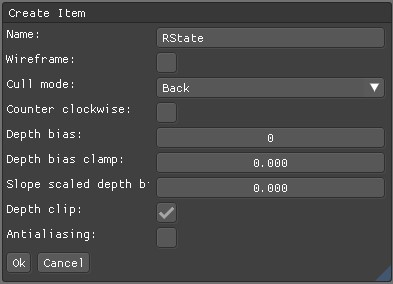 Create Item
Name: RState
Wireframe:
Cull mode: Back
Counter clockwise:
Depth bias: 0
Depth bias clamp: 0.000
Slope scaled depth b 0.000
Depth clip:
Antialiasing:
Ok Cancel